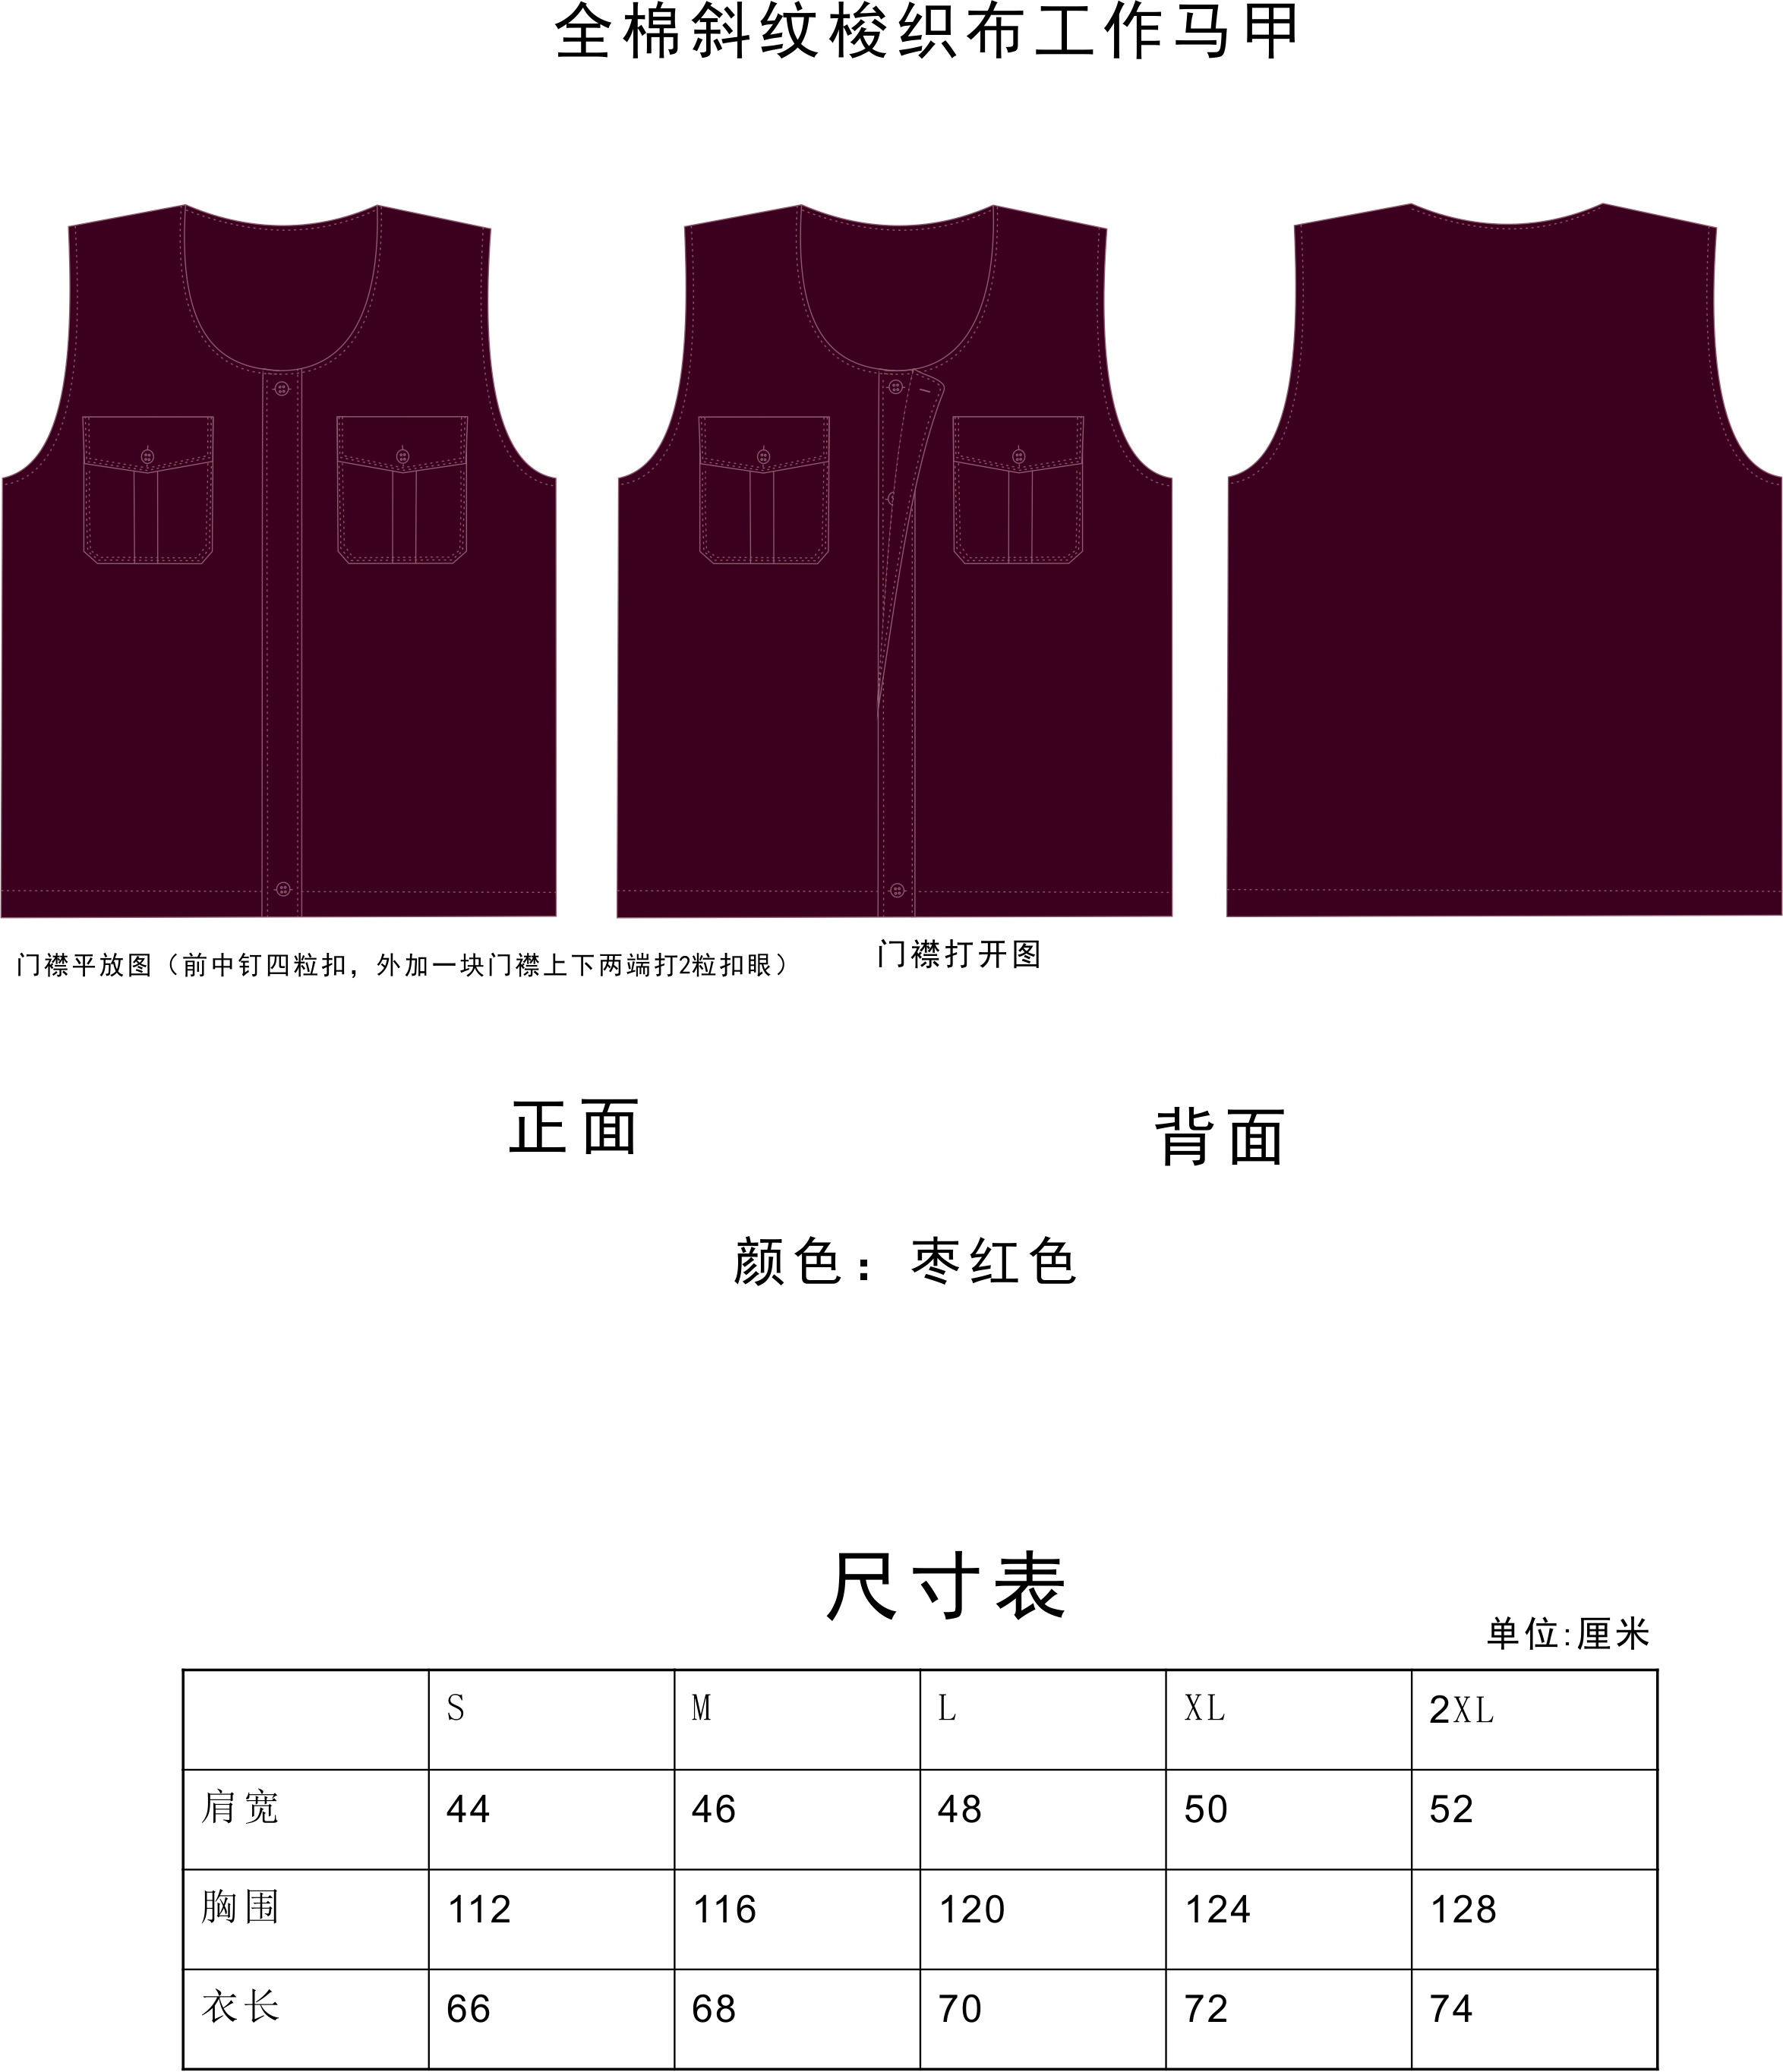 全棉斜纹梭织布工作马甲
门襟平放图（前中钉四粒扣，外加一块门襟上下两端打2粒扣眼）
门襟打开图
正面
背面
颜色：枣红色
尺寸表
单位:厘米
S M L XL 2XL
肩宽 44 46 48 50 52
胸围 112 116 120 124 128
衣长 66 68 70 72 74